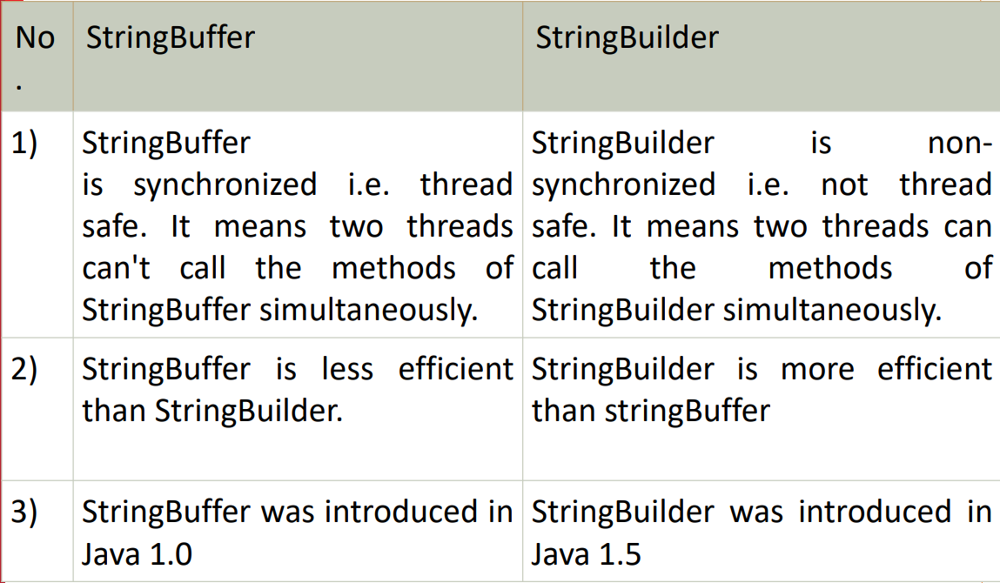 No
.
StringBuffer
StringBuilder
1)
StringBuffer
is synchronized i.e. thread
safe. It means two threads
can't call the methods of
StringBuffer simultaneously.
StringBuilder is non-
synchronized i.e. not thread
safe. It means two threads can
call the methods of
StringBuilder simultaneously.
2)
StringBuffer is less efficient
than StringBuilder.
StringBuilder is more efficient
than stringBuffer
3)
StringBuffer was introduced in
Java 1.0
StringBuilder was introduced in
Java 1.5